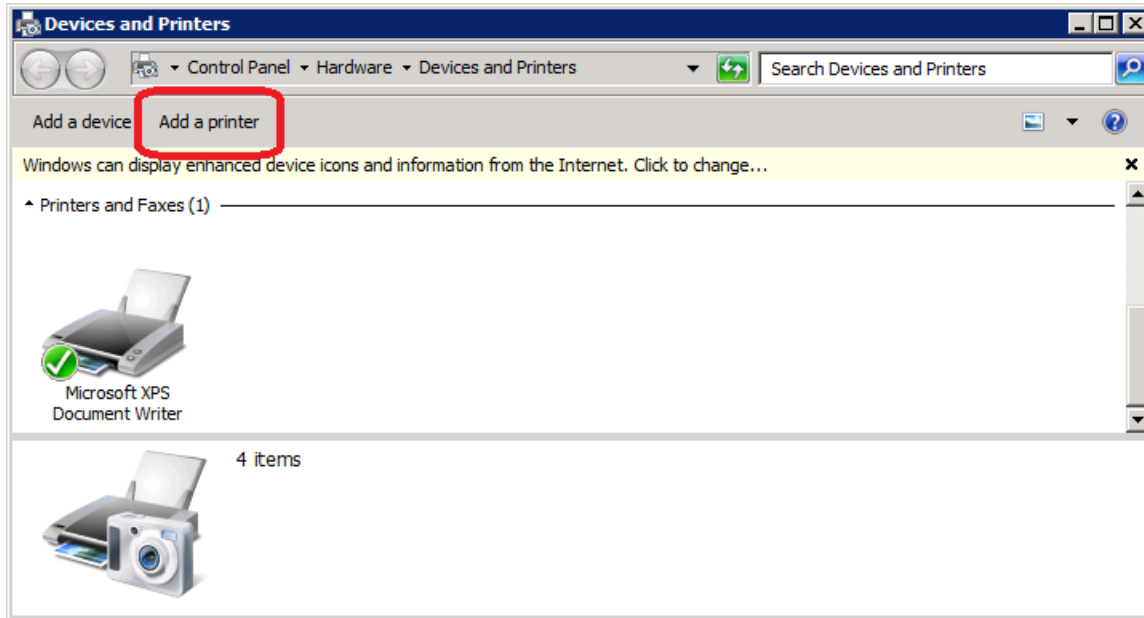 Devices and Printers
Control Panel Hardware Devices and Printers
Search Devices and Printers
Add a device Add a printer
Windows can display enhanced device icons and information from the Internet. Click to change...
Printers and Faxes (1)
Microsoft XPS
Document Writer
4 items